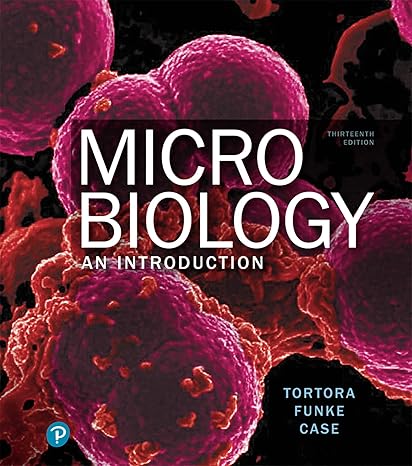 THIRTEENTH
EDITION
MICRO
BIOLOGY
AN INTRODUCTION
TORTORA
FUNKE
CASE
P